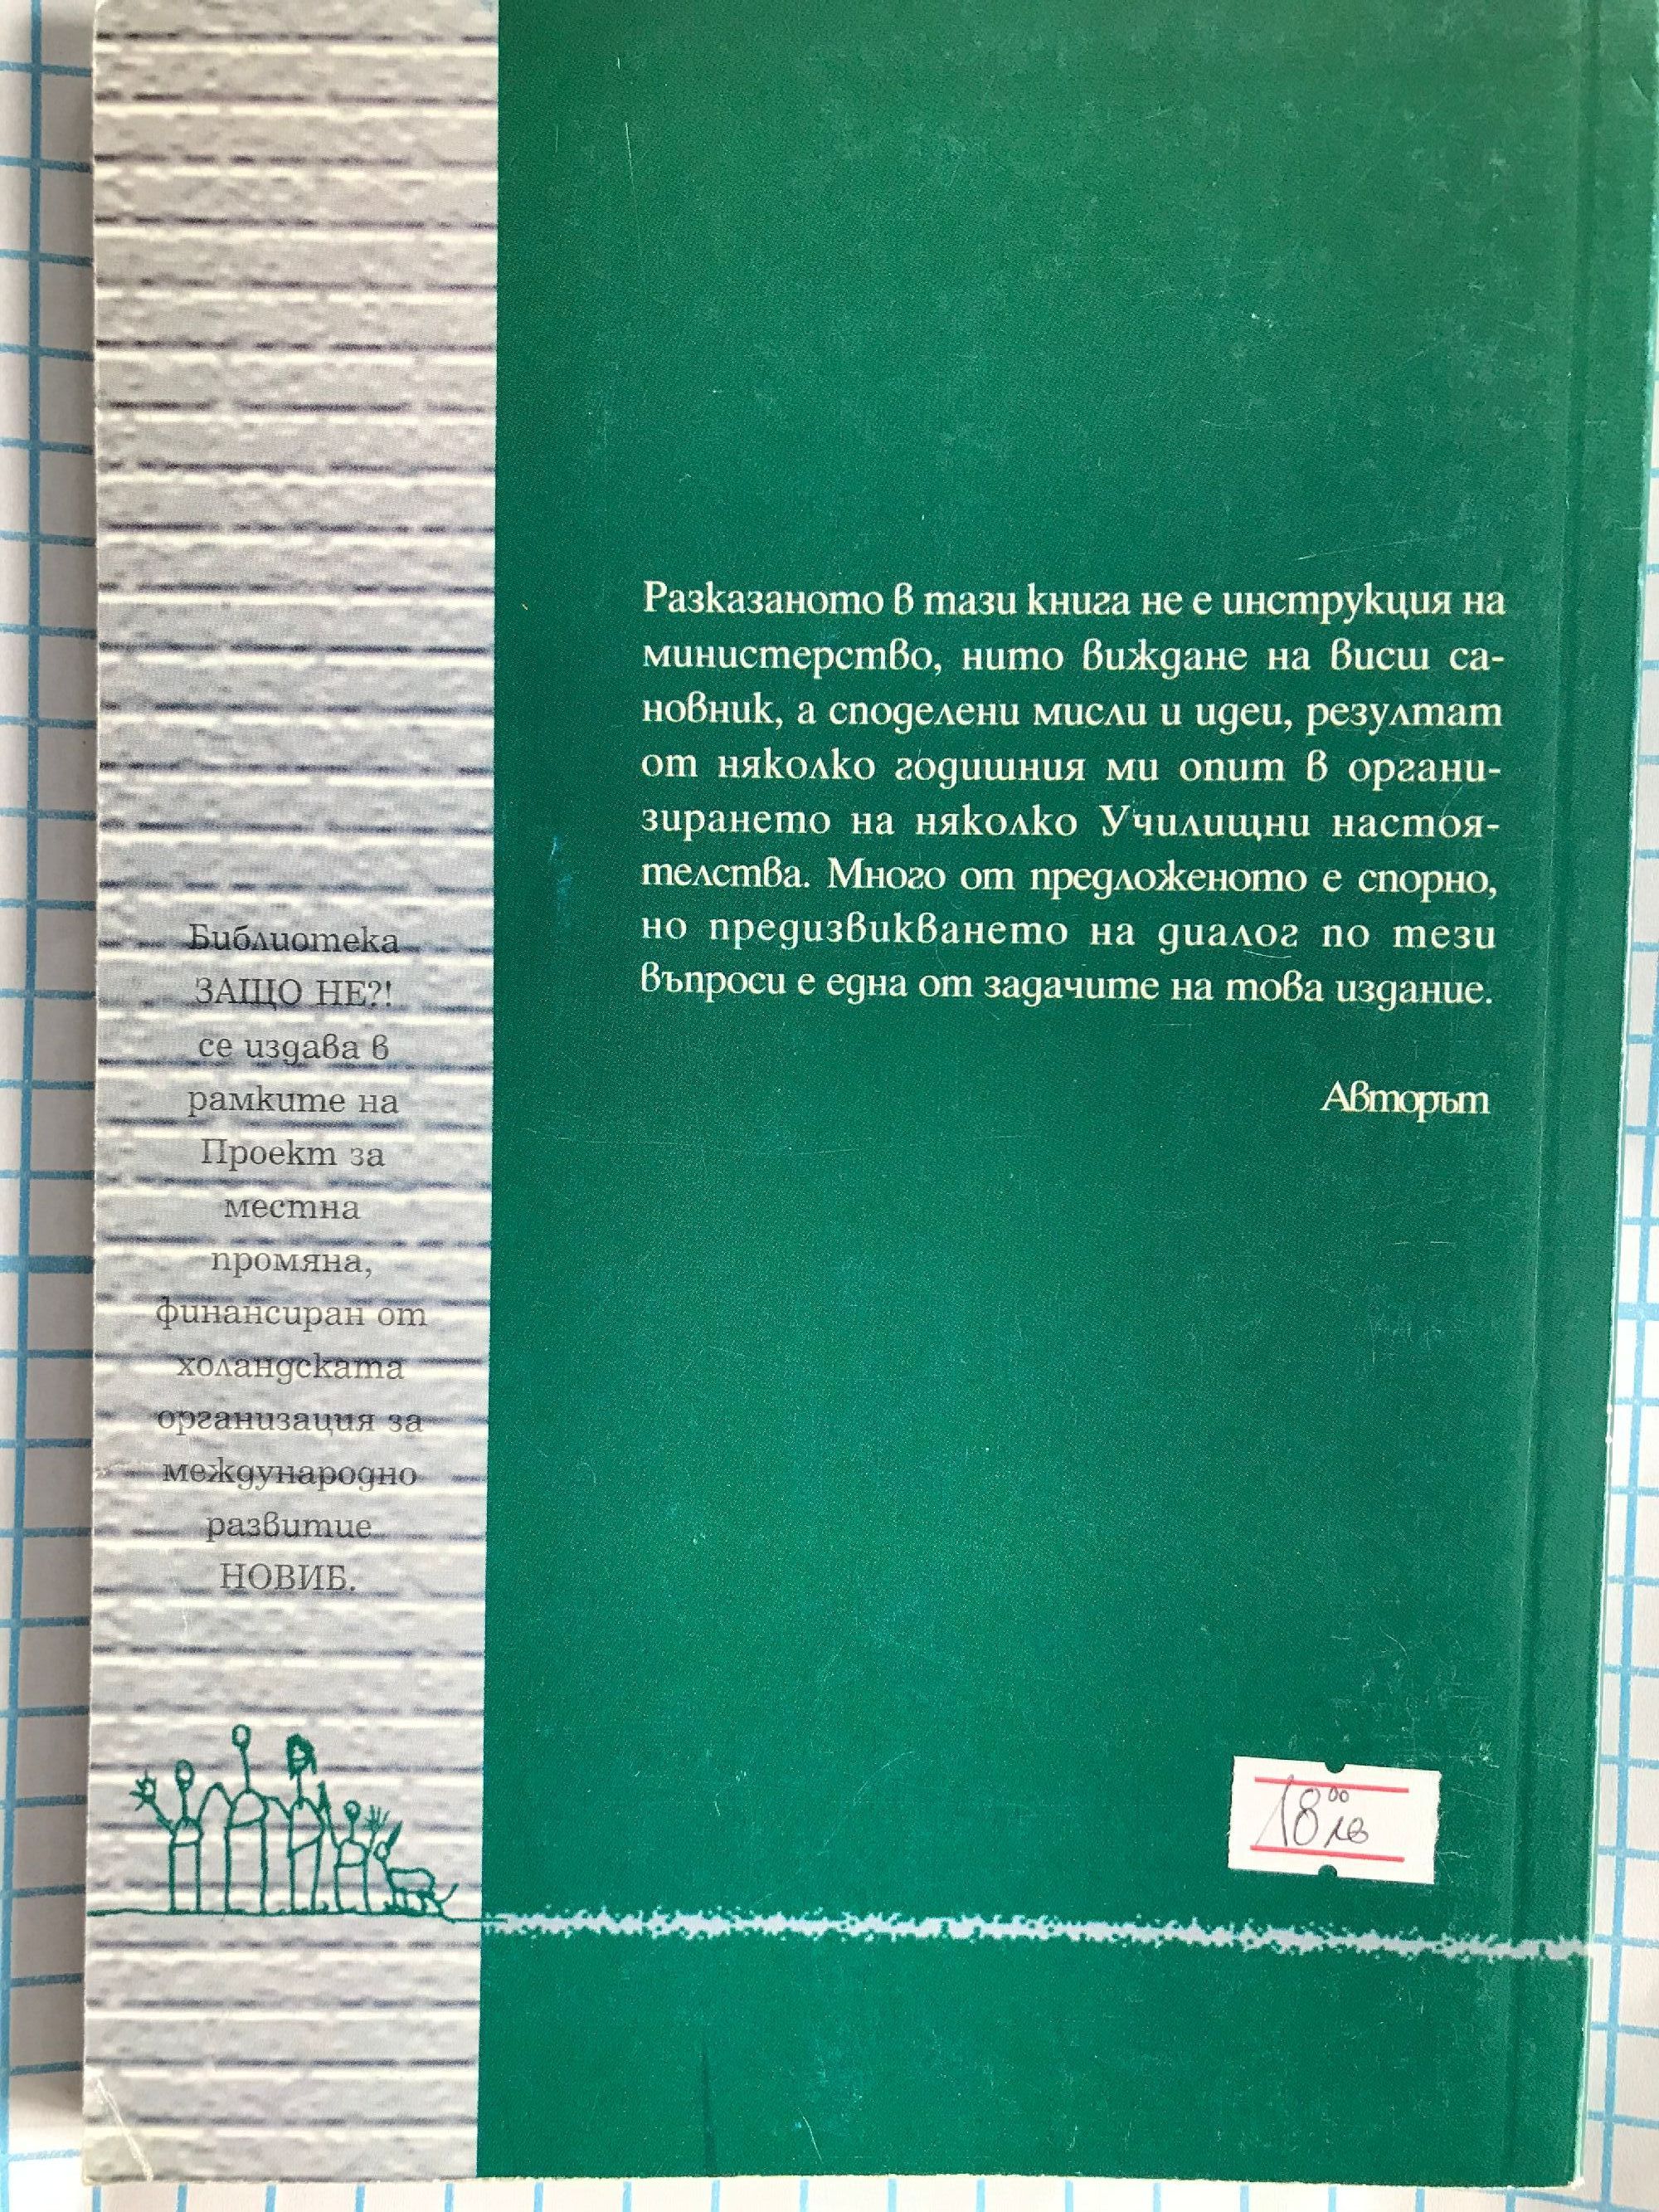 Библиотека
ЗАЩО НЕ?!
се издава в
рамките на
Проект за
местна
промяна,
финансиран от
холандската
организация за
международно
развитие
НОВИБ.
Разказаното в тази книга не е инструкция на
министерство, нито виждане на висш са-
новник, а споделени мисли и идеи, резултат
от няколко годишния ми опит в органи-
зирането на няколко Училищни настоя-
телства. Много от предложеното е спорно,
но предизвикването на диалог по тези
въпроси е една от задачите на това издание.
Авторът
18 00 лв